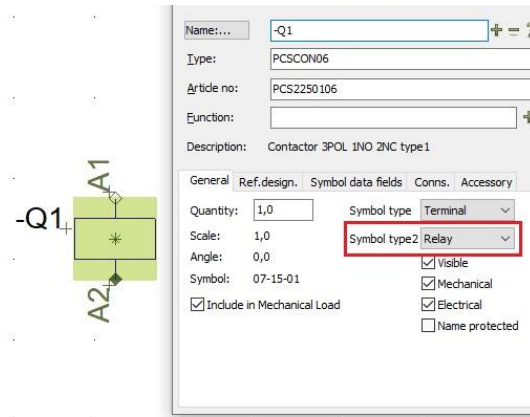 Name:...
-Q1
Type:
PCSCON06
Article no:
PCS2250106
Function:
Description: Contactor 3POL 1NO 2NC type1
General Ref.design. Symbol data fields Conns. Accessory
Quantity: 1,0 Symbol type Terminal
Scale: 1,0 Symbol type2 Relay
Angle: 0,0 Visible
Symbol: 07-15-01 Mechanical
Include in Mechanical Load Electrical
Name protected
A1
-Q1
A2